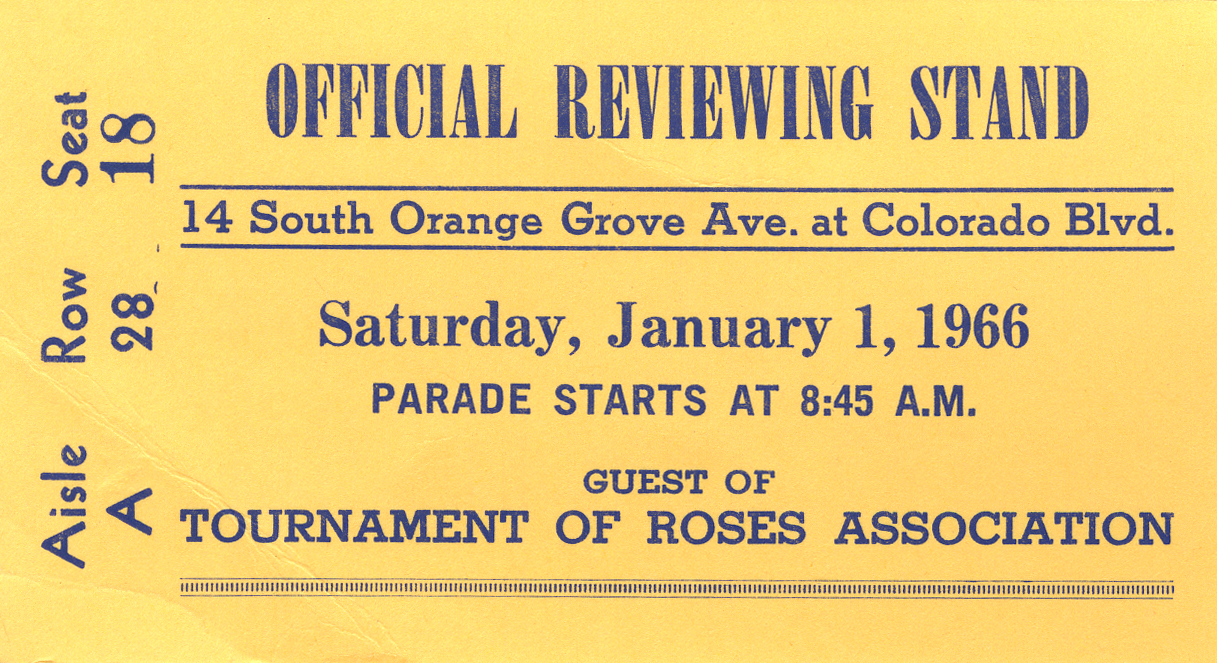 OFFICIAL REVIEWING STAND
14 South Orange Grove Ave. at Colorado Blvd.
Saturday, January 1, 1966
PARADE STARTS AT 8:45 A.M.
GUEST OF
TOURNAMENT OF ROSES ASSOCIATION
Aisle Row Seat
A 28 18